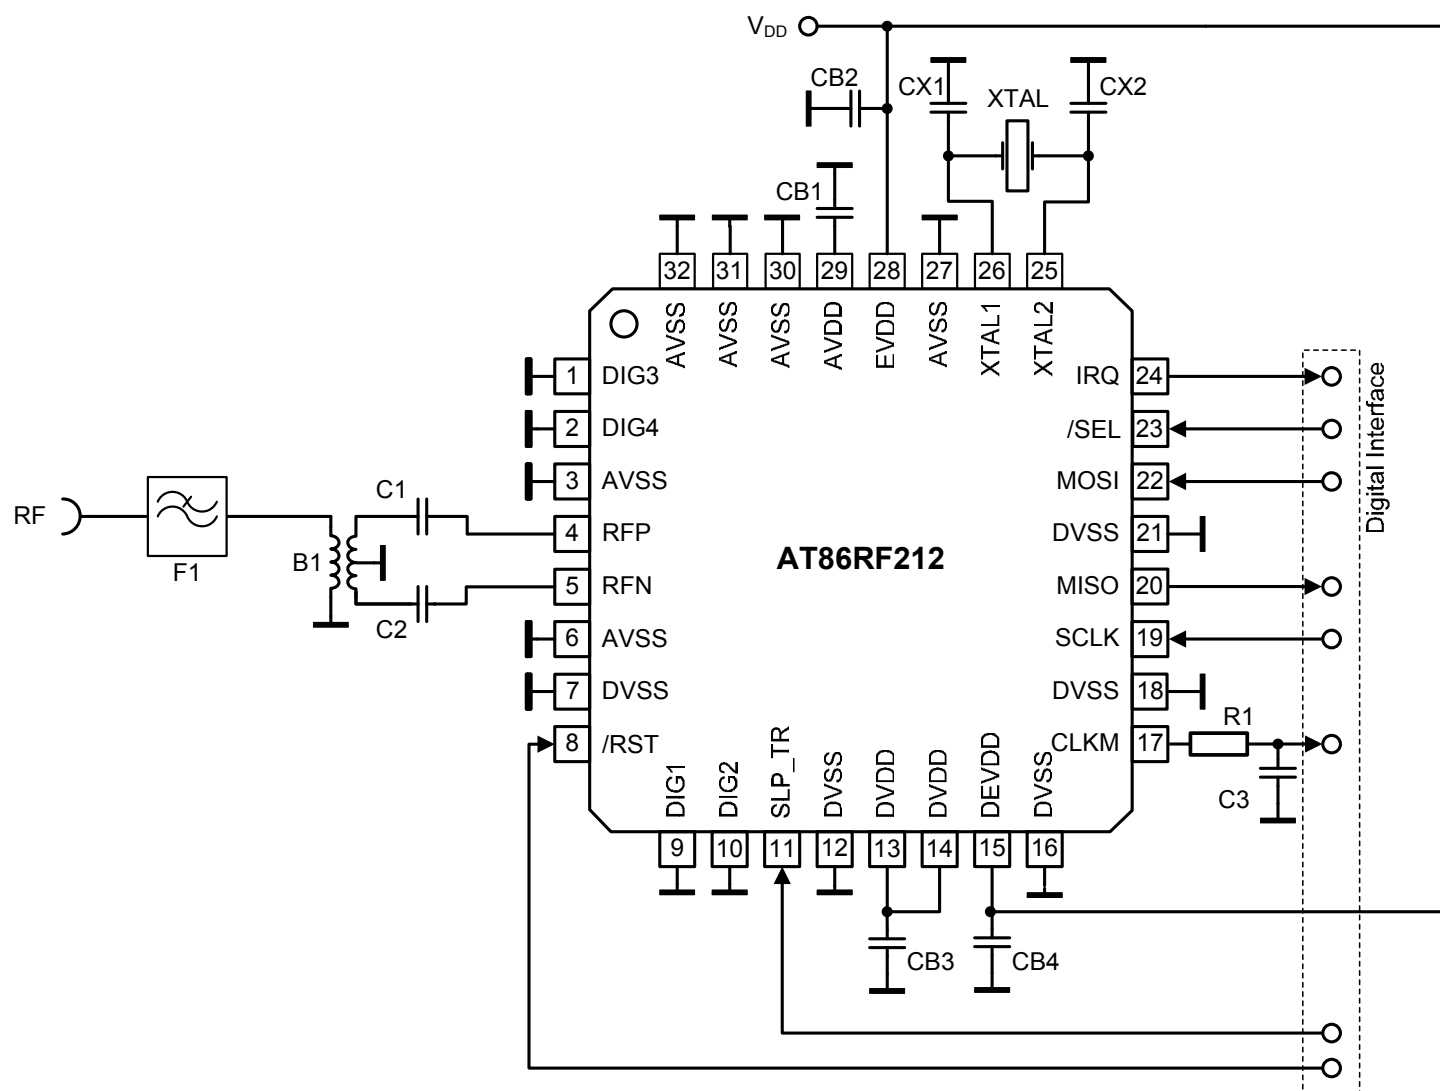 VDD
CB2
CX1
XTAL
CX2
CB1
32 31 30 29 28 27 26 25
AVSS AVSS AVSS AVDD EVDD AVSS XTAL1 XTAL2
1 DIG3
2 DIG4
3 AVSS
4 RFP
5 RFN
6 AVSS
7 DVSS
8 /RST
RF
F1
B1
C1
C2
AT86RF212
IRQ 24
/SEL 23
MOSI 22
DVSS 21
MISO 20
SCLK 19
DVSS 18
CLKM 17
R1
C3
Digital Interface
DIG1 DIG2 SLP_TR DVSS DVDD DVDD DEVDD DVSS
9 10 11 12 13 14 15 16
CB3
CB4